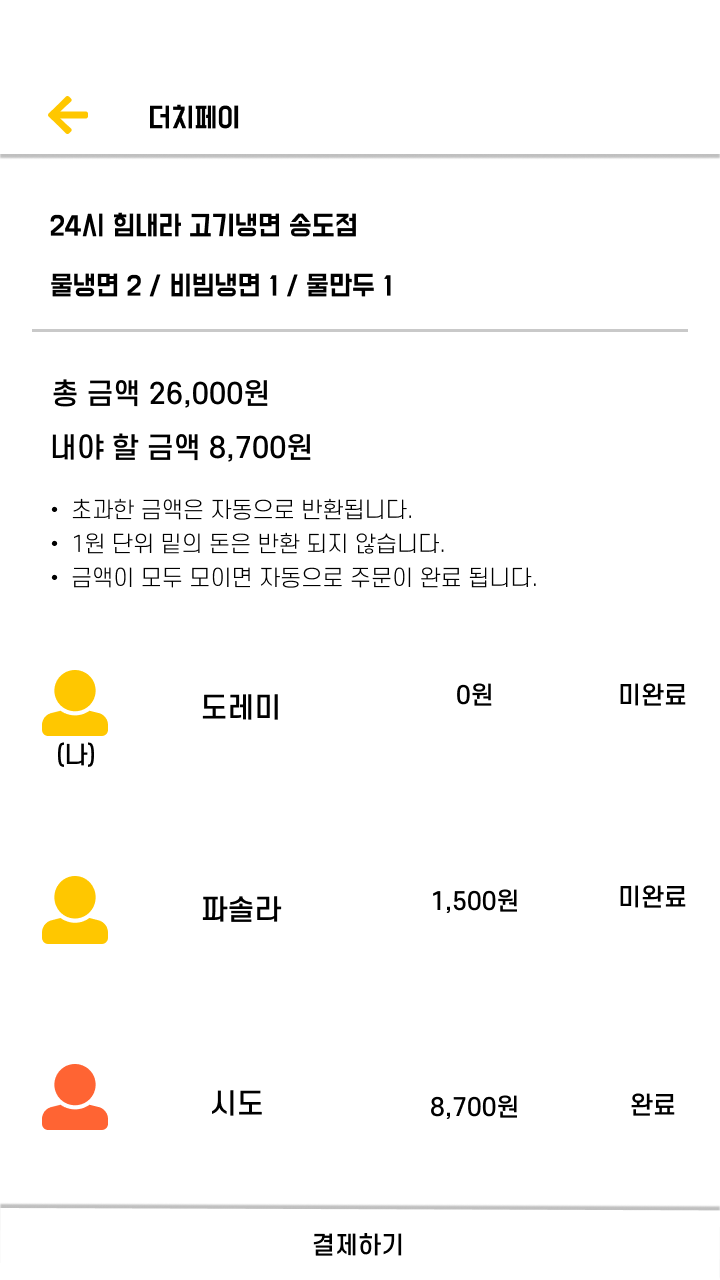 더치페이
24시 힘내라 고기냉면 송도점
물냉면 2 / 비빔냉면 1 / 물만두 1
총 금액 26,000원
내야 할 금액 8,700원
• 초과한 금액은 자동으로 반환됩니다.
• 1원 단위 밑의 돈은 반환 되지 않습니다.
• 금액이 모두 모이면 자동으로 주문이 완료 됩니다.
도레미 0원 미완료
(나)
파솔라 1,500원 미완료
시도 8,700원 완료
결제하기